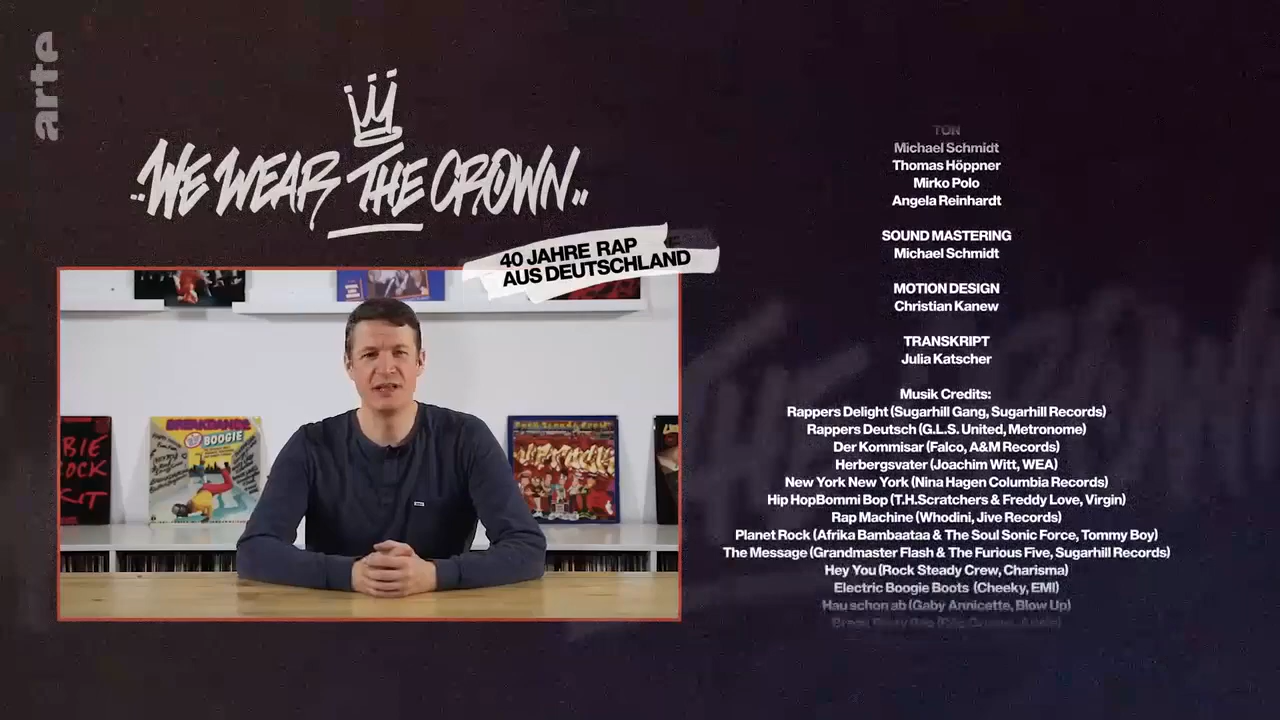 arte
WE WEAR THE CROWN
40 JAHRE RAP
AUS DEUTSCHLAND
BREAKDANCE
BOOGIE
KIT
TON
Michael Schmidt
Thomas Höppner
Mirko Polo
Angela Reinhardt
SOUND MASTERING
Michael Schmidt
MOTION DESIGN
Christian Kanew
TRANSKRIPT
Julia Katscher
Musik Credits:
Rappers Delight (Sugarhill Gang, Sugarhill Records)
Rappers Deutsch (G.L.S. United, Metronome)
Der Kommisar (Falco, A&M Records)
Herbergsvater (Joachim Witt, WEA)
New York New York (Nina Hagen Columbia Records)
Hip HopBommi Bop (T.H.Scratchers & Freddy Love, Virgin)
Rap Machine (Whodini, Jive Records)
Planet Rock (Afrika Bambaataa & The Soul Sonic Force, Tommy Boy)
The Message (Grandmaster Flash & The Furious Five, Sugarhill Records)
Hey You (Rock Steady Crew, Charisma)
Electric Boogie Boots (Cheeky, EMI)
Hau schon ab (Gaby Annicette, Blow Up)